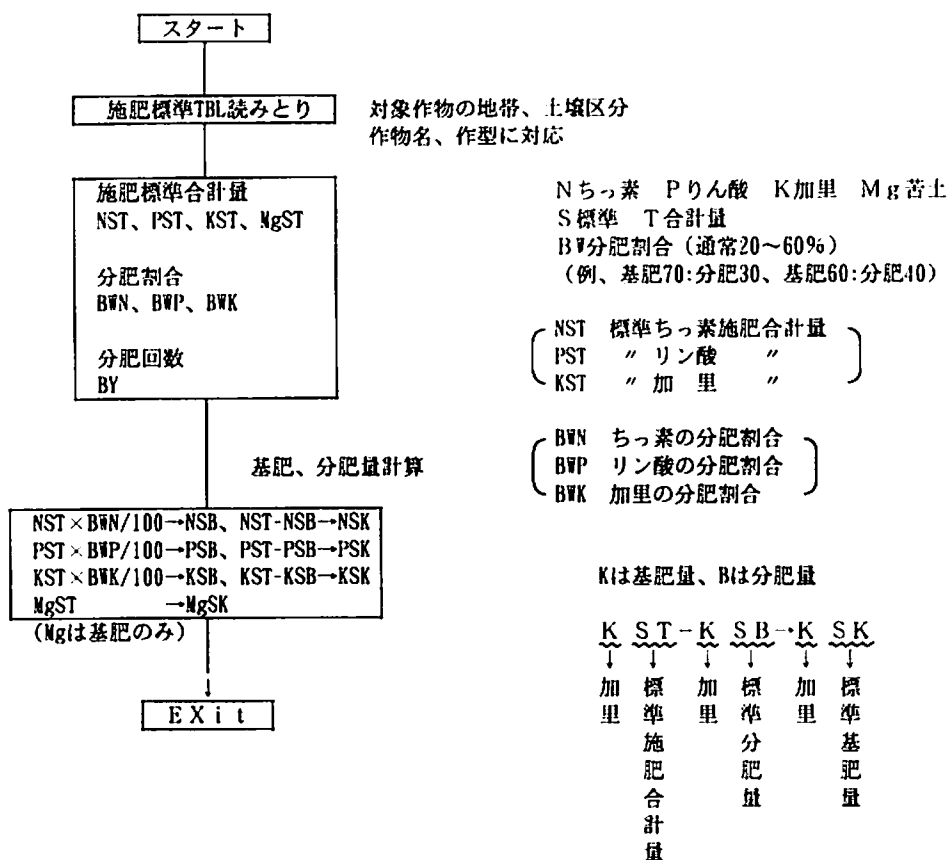 スタート
施肥標準TBL読みとり
対象作物の地帯、土壌区分
作物名、作型に対応
施肥標準合計量
NST、PST、KST、MgST
分肥割合
BWN、BWP、BWK
分肥回数
BY
Nちっ素 Pりん酸 K加里 Mg苦土
S標準 T合計量
BW分肥割合（通常20～60%）
（例、基肥70:分肥30、基肥60:分肥40）
NST 標準ちっ素施肥合計量
PST 〃 リン酸 〃
KST 〃 加 里 〃
BWN ちっ素の分肥割合
BWP リン酸の分肥割合
BWK 加里の分肥割合
基肥、分肥量計算
NST×BWN/100→NSB、NST-NSB→NSK
PST×BWP/100→PSB、PST-PSB→PSK
KST×BWK/100→KSB、KST-KSB→KSK
MgST →MgSK
(Mgは基肥のみ)
EXit
Kは基肥量、Bは分肥量
K ST-K SB→K SK
加里
標準施肥合計量
加里
標準分肥量
加里
標準基肥量